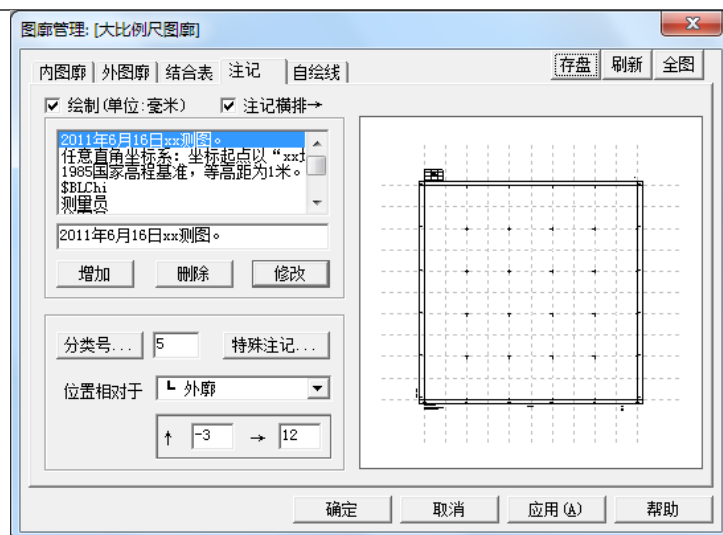 图廓管理: [大比例尺图廓]
内图廓 外图廓 结合表 注记 自绘线
存盘 刷新 全图
绘制(单位:毫米) 注记横排→
2011年6月16日xx测图。
任意直角坐标系: 坐标起点以“xx
1985国家高程基准, 等高距为1米。
$BLChi
测量员
2011年6月16日xx测图。
增加 删除 修改
分类号... 5 特殊注记...
位置相对于 ┗ 外廓
↑ -3 → 12
确定 取消 应用(A) 帮助